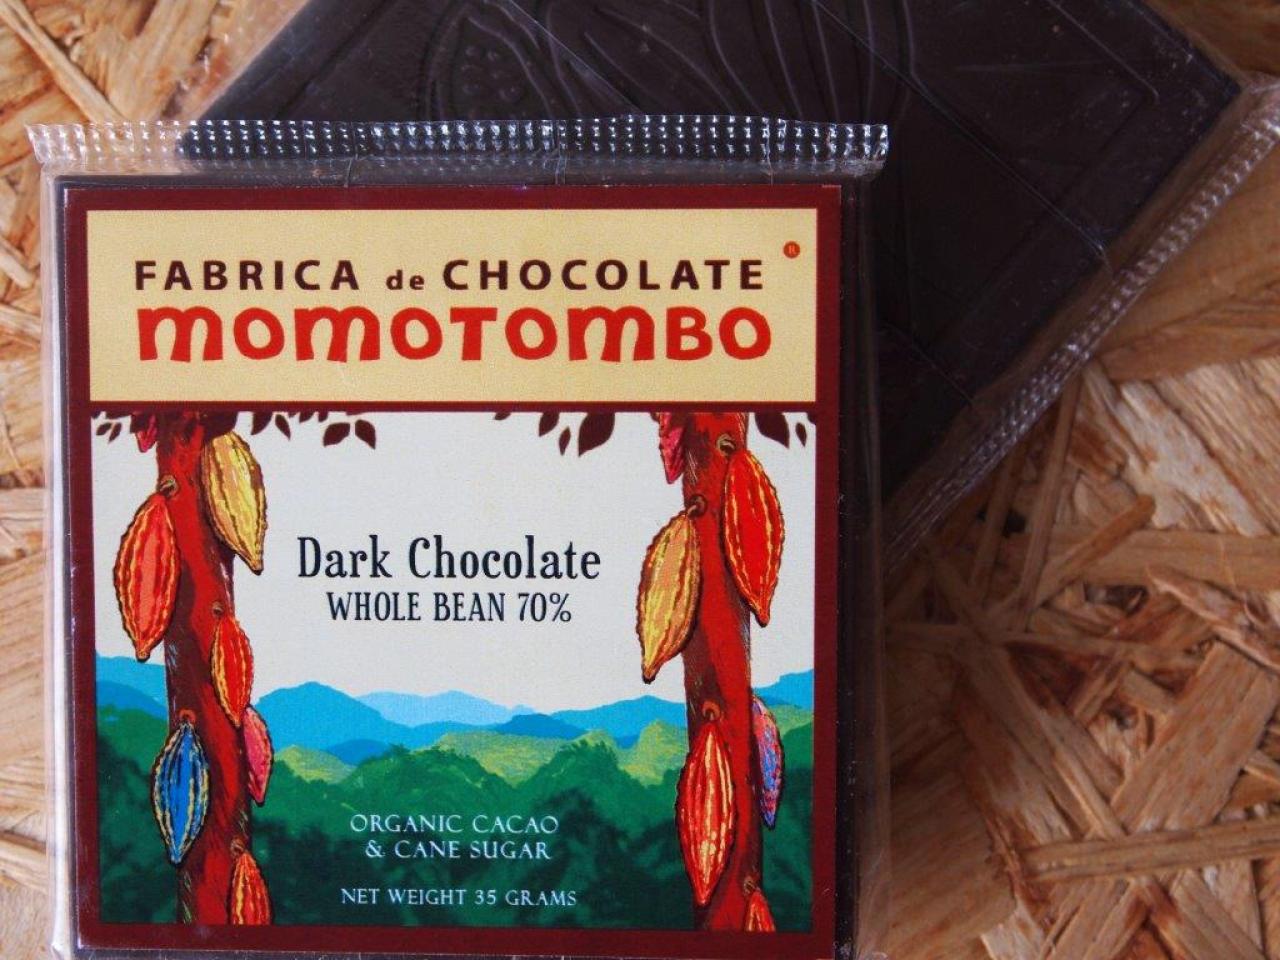 FABRICA de CHOCOLATE ®
MOMOTOMBO
Dark Chocolate
WHOLE BEAN 70%
ORGANIC CACAO
& CANE SUGAR
NET WEIGHT 35 GRAMS